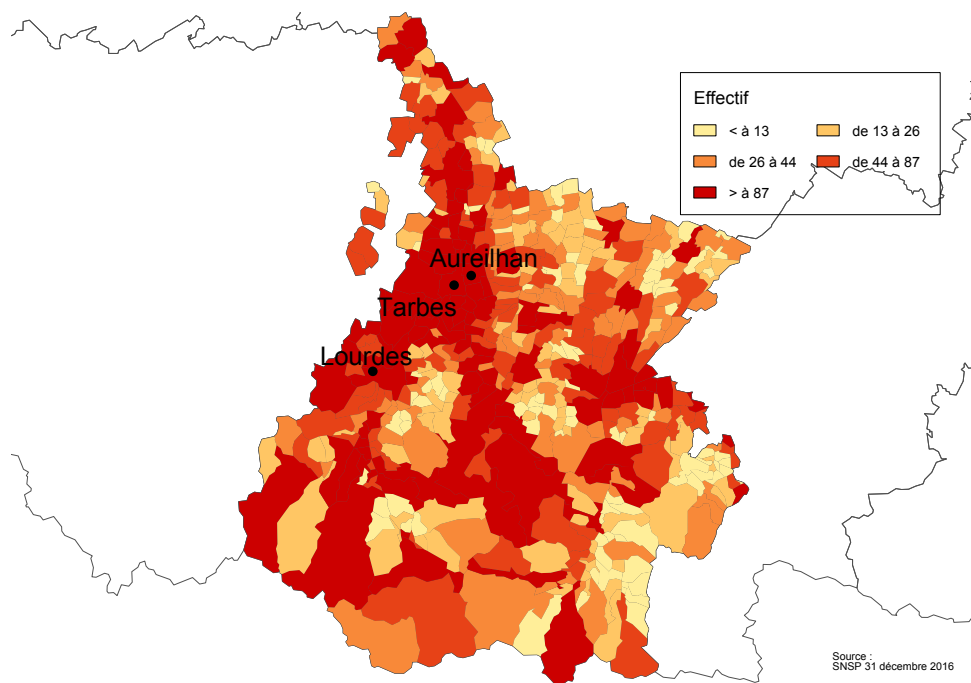 Effectif
< à 13
de 13 à 26
de 26 à 44
de 44 à 87
> à 87
Aureilhan
Tarbes
Lourdes
Source :
SNSP 31 décembre 2016